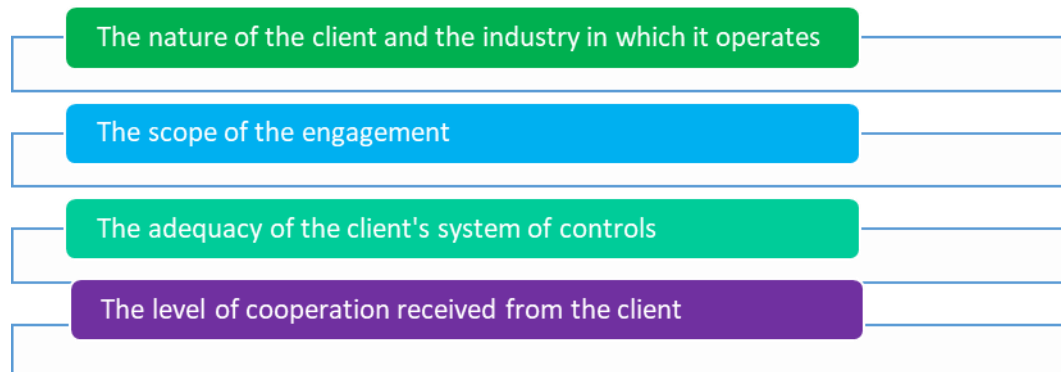 The nature of the client and the industry in which it operates
The scope of the engagement
The adequacy of the client's system of controls
The level of cooperation received from the client